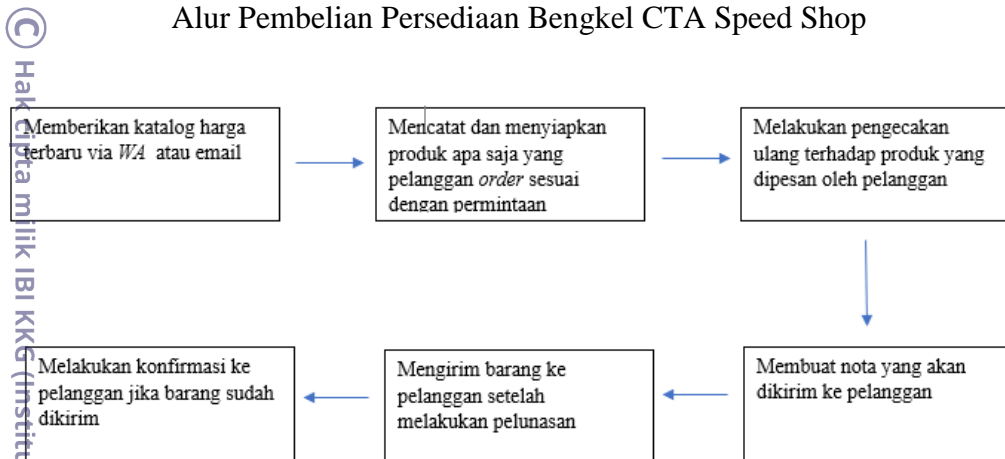 Alur Pembelian Persediaan Bengkel CTA Speed Shop
Memberikan katalog harga
terbaru via WA atau email
Mencatat dan menyiapkan
produk apa saja yang
pelanggan order sesuai
dengan permintaan
Melakukan pengecakan
ulang terhadap produk yang
dipesan oleh pelanggan
Membuat nota yang akan
dikirim ke pelanggan
Mengirim barang ke
pelanggan setelah
melakukan pelunasan
Melakukan konfirmasi ke
pelanggan jika barang sudah
dikirim
© Hak cipta milik IBI KKG (Institu